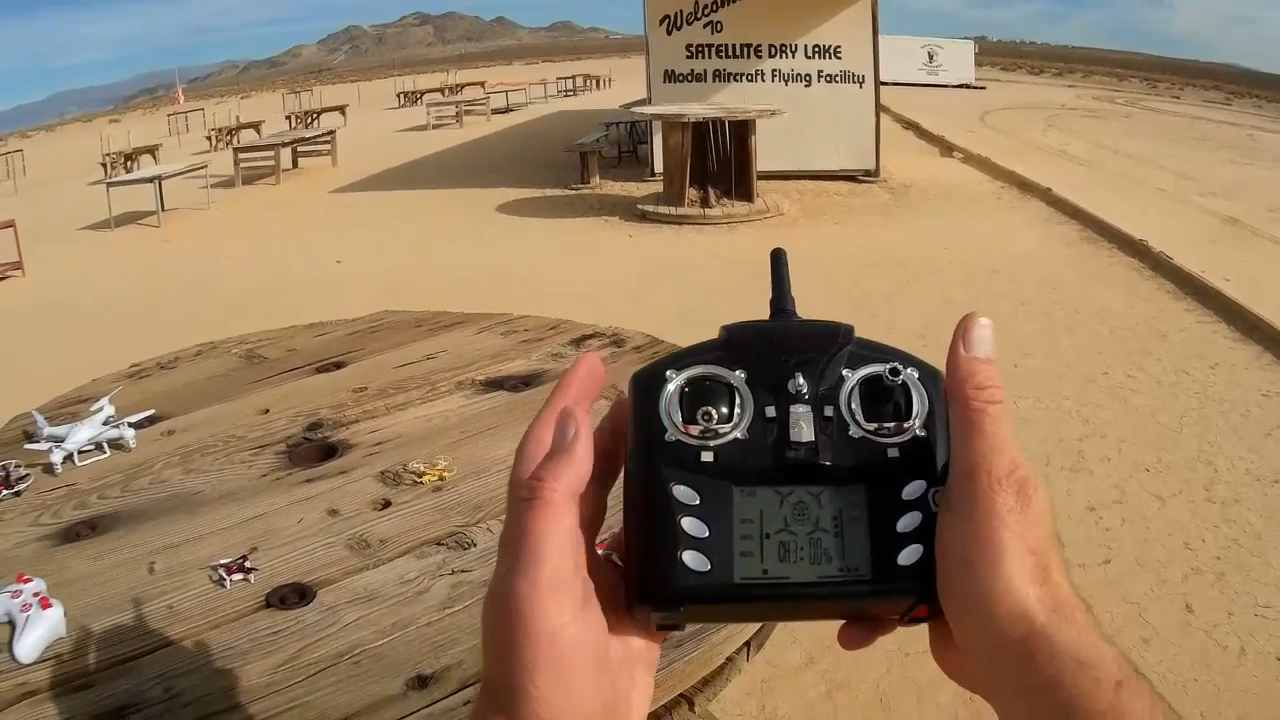 Welcome
TO
SATELLITE DRY LAKE
Model Aircraft Flying Facility
CH3:00%